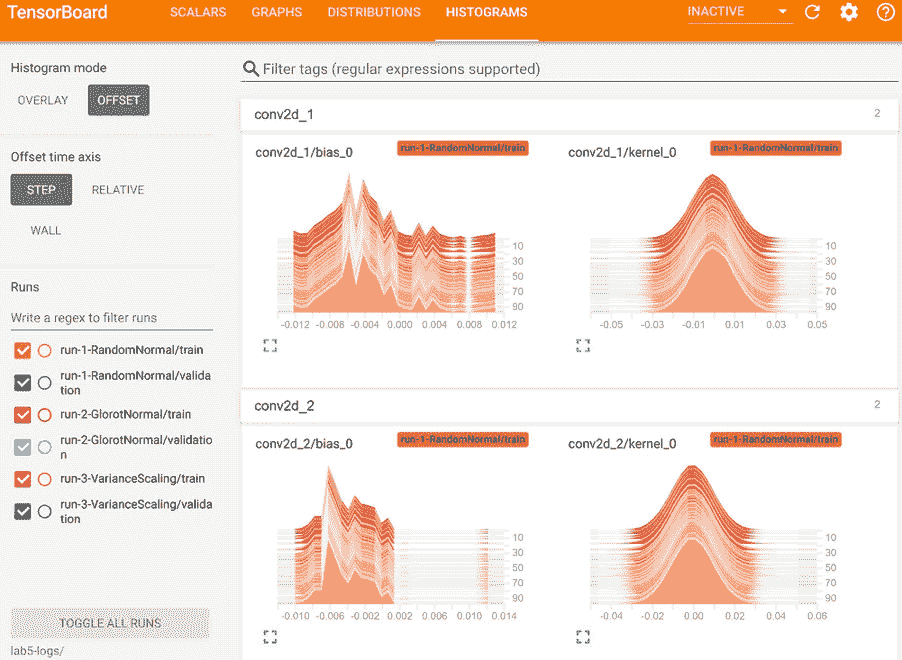 TensorBoard SCALARS GRAPHS DISTRIBUTIONS HISTOGRAMS INACTIVE
Histogram mode
OVERLAY OFFSET
Offset time axis
STEP RELATIVE
WALL
Runs
Write a regex to filter runs
run-1-RandomNormal/train
run-1-RandomNormal/valida
tion
run-2-GlorotNormal/train
run-2-GlorotNormal/validatio
n
run-3-VarianceScaling/train
run-3-VarianceScaling/valida
tion
TOGGLE ALL RUNS
lab5-logs/
Filter tags (regular expressions supported)
conv2d_1 2
conv2d_1/bias_0 run-1-RandomNormal/train
10
30
50
70
90
-0.012 -0.008 -0.004 0.000 0.004 0.008 0.012
conv2d_1/kernel_0 run-1-RandomNormal/train
10
30
50
70
90
-0.05 -0.03 -0.01 0.01 0.03 0.05
conv2d_2 2
conv2d_2/bias_0 run-1-RandomNormal/train
10
30
50
70
90
-0.010 -0.006 -0.002 0.002 0.006 0.010 0.014
conv2d_2/kernel_0 run-1-RandomNormal/train
10
30
50
70
90
-0.04 -0.02 0.00 0.02 0.04 0.06